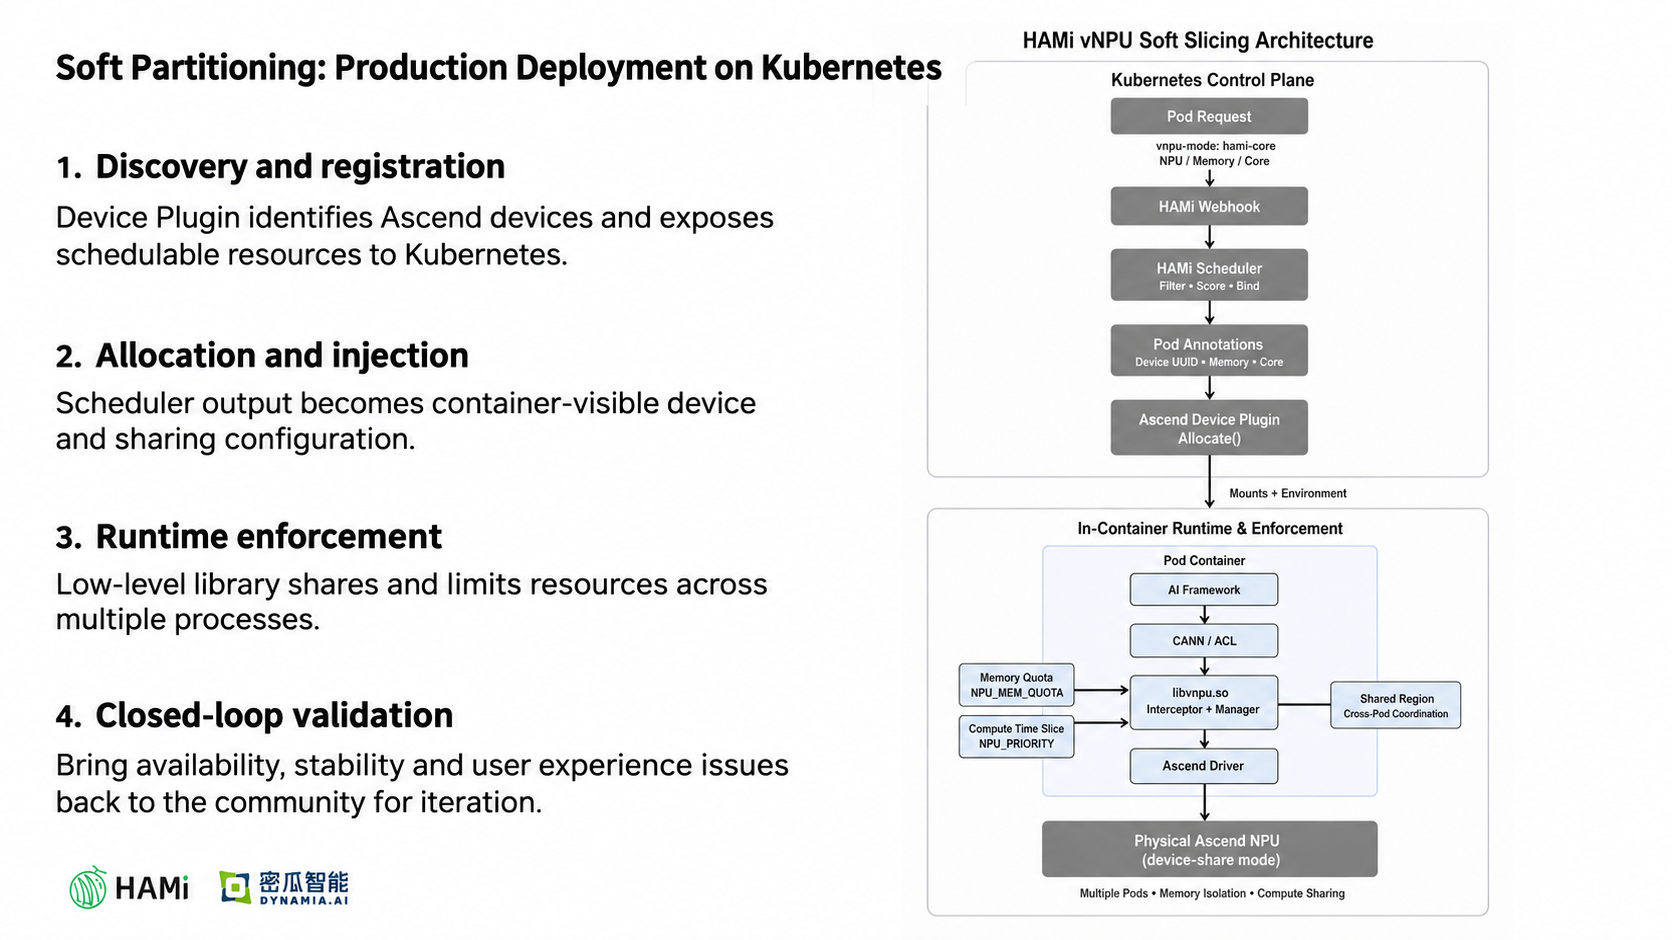 Soft Partitioning: Production Deployment on Kubernetes
1. Discovery and registration
Device Plugin identifies Ascend devices and exposes
schedulable resources to Kubernetes.
2. Allocation and injection
Scheduler output becomes container-visible device
and sharing configuration.
3. Runtime enforcement
Low-level library shares and limits resources across
multiple processes.
4. Closed-loop validation
Bring availability, stability and user experience issues
back to the community for iteration.
HAMi
密瓜智能
DYNAMIA.AI
HAMi vNPU Soft Slicing Architecture
Kubernetes Control Plane
Pod Request
vnpu-mode: hami-core
NPU / Memory / Core
HAMi Webhook
HAMi Scheduler
Filter • Score • Bind
Pod Annotations
Device UUID • Memory • Core
Ascend Device Plugin
Allocate()
Mounts + Environment
In-Container Runtime & Enforcement
Pod Container
AI Framework
CANN / ACL
Memory Quota
NPU_MEM_QUOTA
Compute Time Slice
NPU_PRIORITY
libvnpu.so
Interceptor + Manager
Shared Region
Cross-Pod Coordination
Ascend Driver
Physical Ascend NPU
(device-share mode)
Multiple Pods • Memory Isolation • Compute Sharing